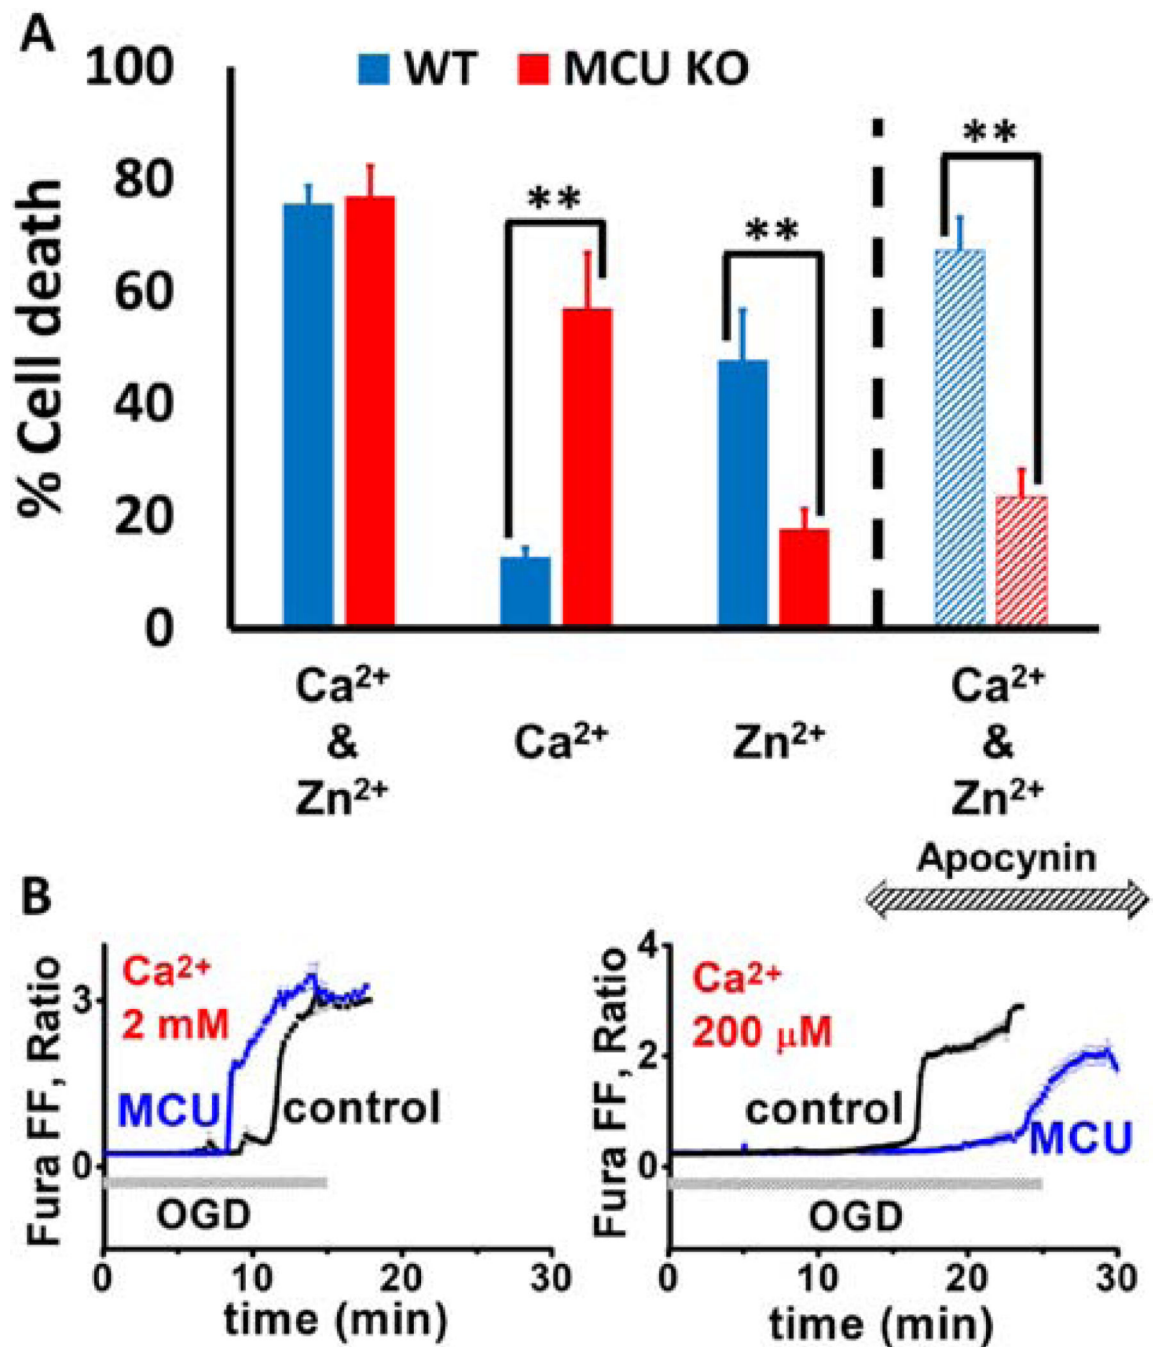 A
WT MCU KO
% Cell death
100
80
60
40
20
0
**
**
**
Ca²⁺
&
Zn²⁺
Ca²⁺
Zn²⁺
Ca²⁺
&
Zn²⁺
Apocynin
B
Fura FF, Ratio
3
0
Ca²⁺
2 mM
MCU
control
OGD
0 10 20 30
time (min)
Fura FF, Ratio
4
2
0
Ca²⁺
200 μM
control
MCU
OGD
0 10 20 30
time (min)